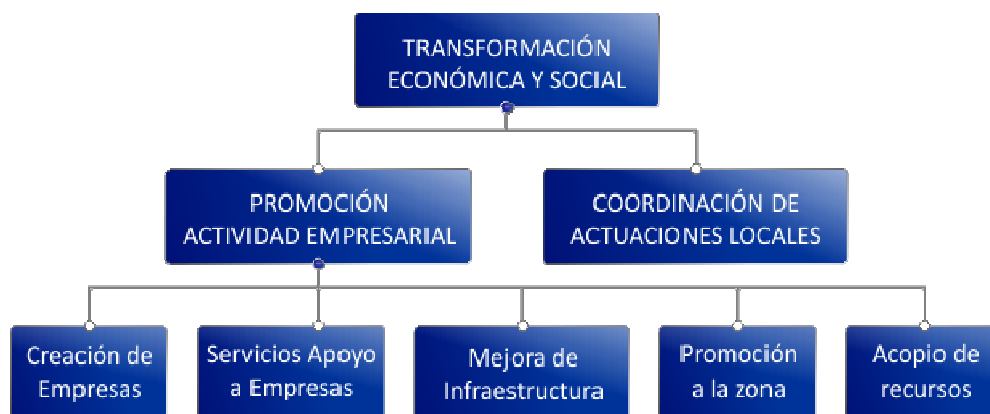 TRANSFORMACIÓN
ECONÓMICA Y SOCIAL
PROMOCIÓN
ACTIVIDAD EMPRESARIAL
COORDINACIÓN DE
ACTUACIONES LOCALES
Creación de
Empresas
Servicios Apoyo
a Empresas
Mejora de
Infraestructura
Promoción
a la zona
Acopio de
recursos